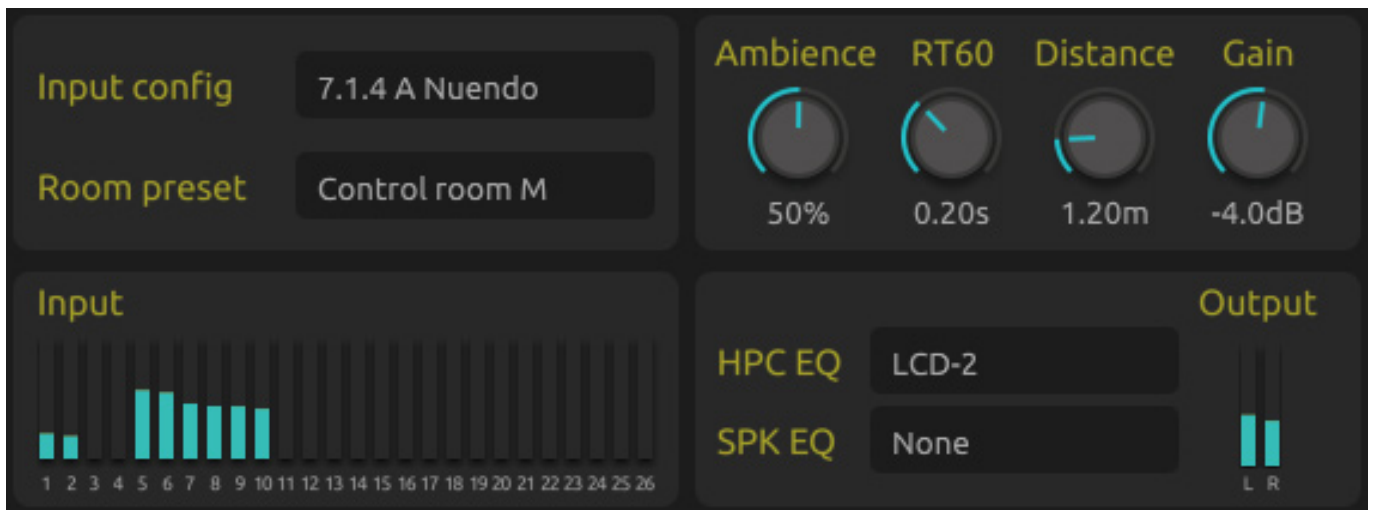 Input config
7.1.4 A Nuendo
Room preset
Control room M
Ambience RT60 Distance Gain
50% 0.20s 1.20m -4.0dB
Input
1 2 3 4 5 6 7 8 9 10 11 12 13 14 15 16 17 18 19 20 21 22 23 24 25 26
Output
HPC EQ
LCD-2
SPK EQ
None
L R